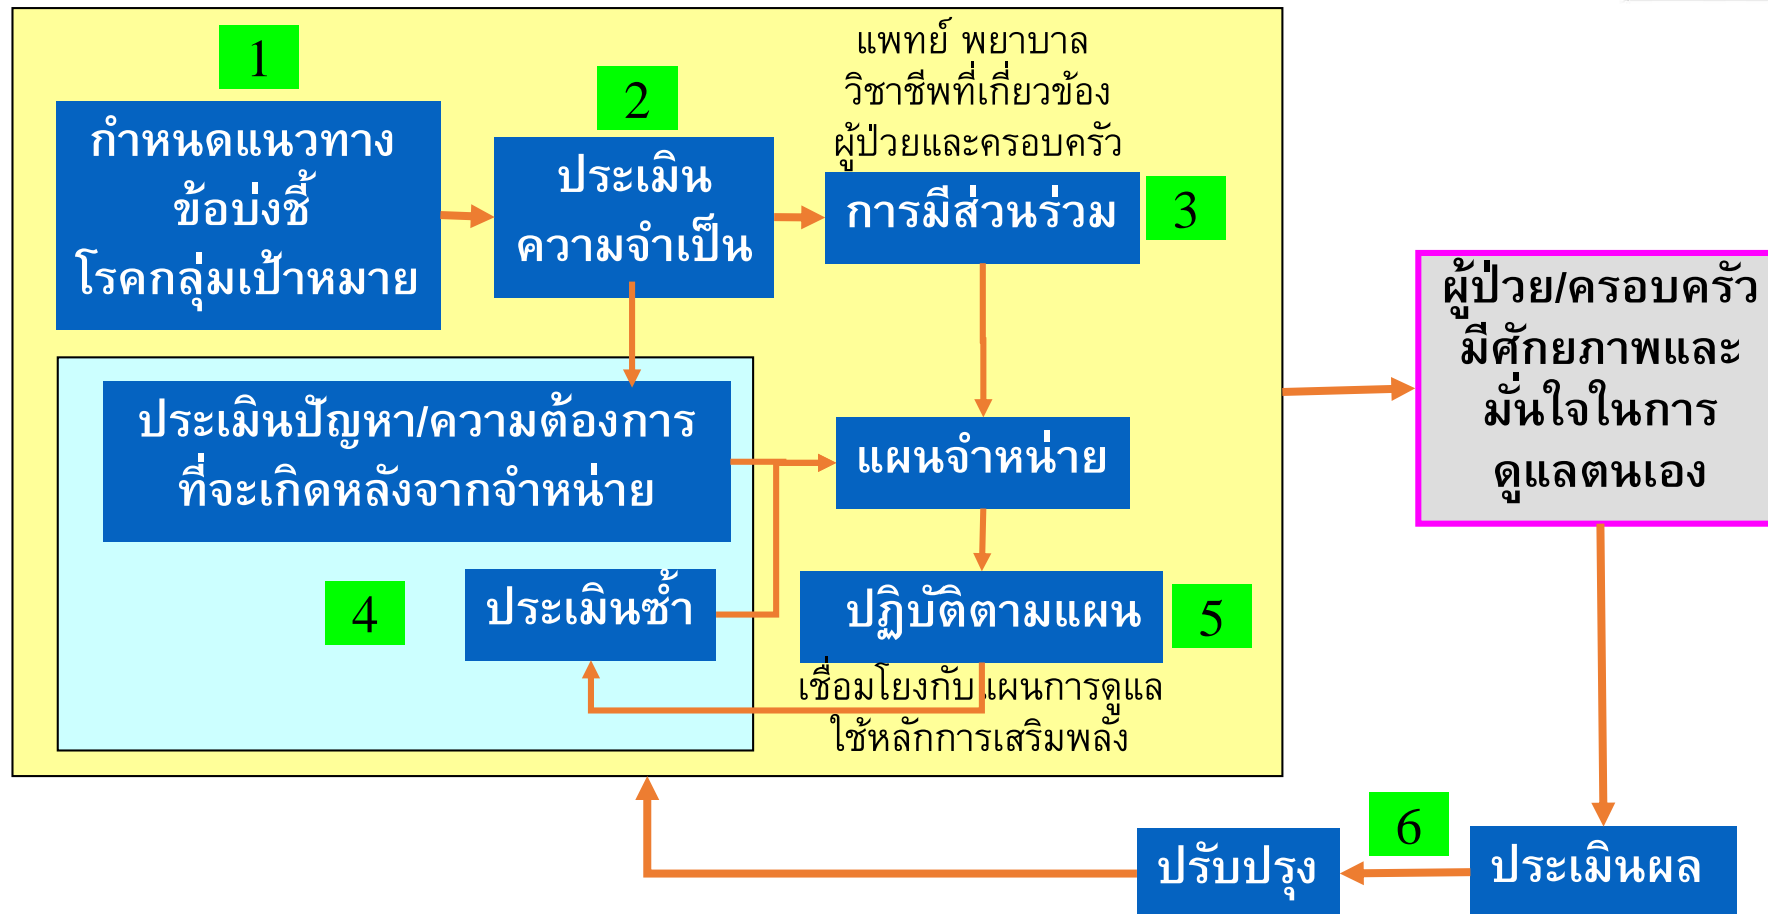 1
กำหนดแนวทาง
ข้อบ่งชี้
โรคกลุ่มเป้าหมาย
2
ประเมิน
ความจำเป็น
แพทย์ พยาบาล
วิชาชีพที่เกี่ยวข้อง
ผู้ป่วยและครอบครัว
การมีส่วนร่วม
3
ประเมินปัญหา/ความต้องการ
ที่จะเกิดหลังจากจำหน่าย
แผนจำหน่าย
4
ประเมินซ้ำ
ปฏิบัติตามแผน
5
เชื่อมโยงกับแผนการดูแล
ใช้หลักการเสริมพลัง
ผู้ป่วย/ครอบครัว
มีศักยภาพและ
มั่นใจในการ
ดูแลตนเอง
6
ประเมินผล
ปรับปรุง